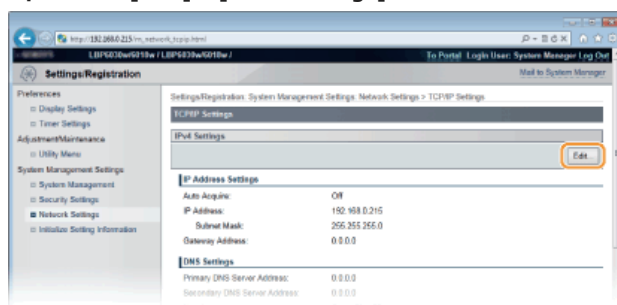 http://192.168.0.215/m_network_tcpip.html
LBP6030w/6018w / LBP6030w/6018w /
To Portal Login User: System Manager Log Out
Settings/Registration
Mail to System Manager
Preferences
Display Settings
Timer Settings
Adjustment/Maintenance
Utility Menu
System Management Settings
System Management
Security Settings
Network Settings
Initialize Setting Information
Settings/Registration: System Management Settings: Network Settings > TCP/IP Settings
TCP/IP Settings
IPv4 Settings
Edit...
IP Address Settings
Auto Acquire: Off
IP Address: 192.168.0.215
Subnet Mask: 255.255.255.0
Gateway Address: 0.0.0.0
DNS Settings
Primary DNS Server Address: 0.0.0.0
Secondary DNS Server Address: 0.0.0.0